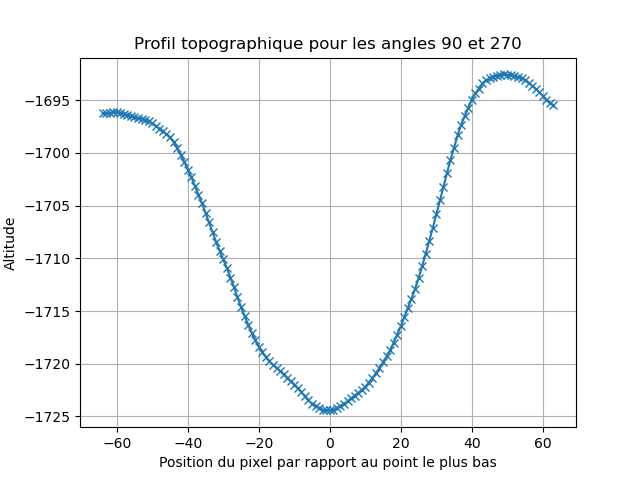 Profil topographique pour les angles 90 et 270
Altitude
−1695
−1700
−1705
−1710
−1715
−1720
−1725
−60 −40 −20 0 20 40 60
Position du pixel par rapport au point le plus bas